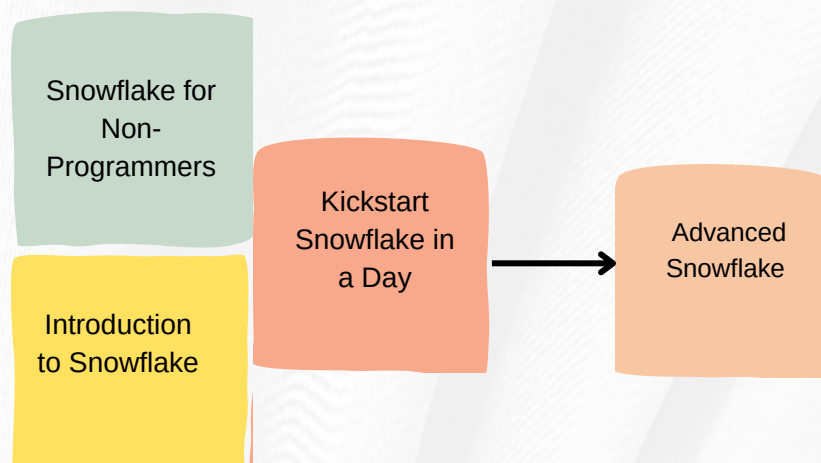 Snowflake for
Non-
Programmers
Introduction
to Snowflake
Kickstart
Snowflake in
a Day
Advanced
Snowflake